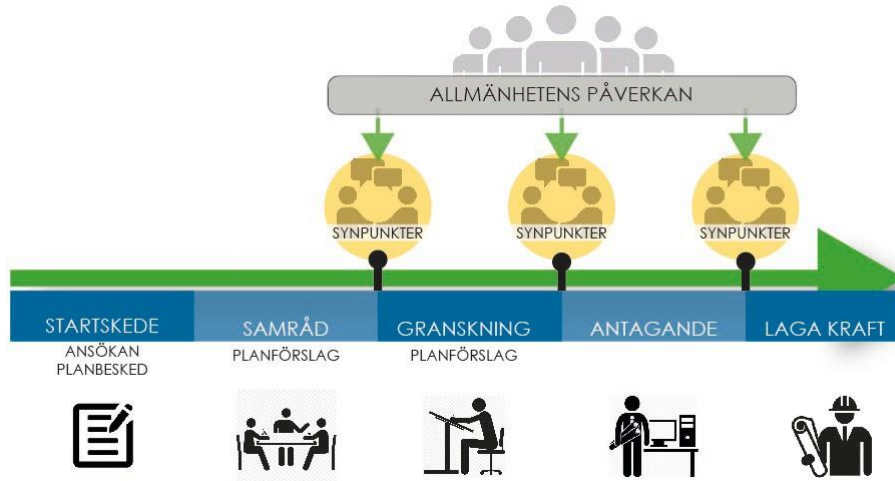 ALLMÄNHETENS PÅVERKAN
SYNPUNKTER
SYNPUNKTER
SYNPUNKTER
STARTSKEDE
SAMRÅD
GRANSKNING
ANTAGANDE
LAGA KRAFT
ANSÖKAN
PLANBESKED
PLANFÖRSLAG
PLANFÖRSLAG